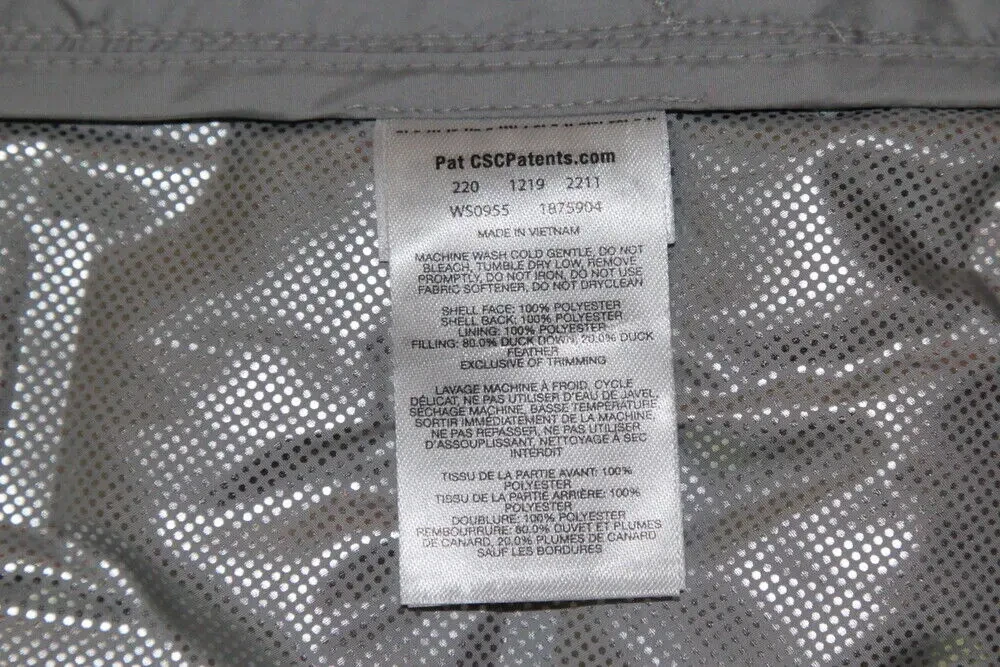 Pat CSCPatents.com
220 1219 2211
WS0955 1875904
MADE IN VIETNAM
MACHINE WASH COLD GENTLE, DO NOT
BLEACH, TUMBLE DRY LOW, REMOVE
PROMPTLY, DO NOT IRON, DO NOT USE
FABRIC SOFTENER, DO NOT DRYCLEAN
SHELL FACE: 100% POLYESTER
SHELL BACK: 100% POLYESTER
LINING: 100% POLYESTER
FILLING: 80.0% DUCK DOWN, 20.0% DUCK
FEATHER
EXCLUSIVE OF TRIMMING
LAVAGE MACHINE À FROID, CYCLE
DÉLICAT, NE PAS UTILISER D'EAU DE JAVEL,
SÉCHAGE MACHINE, BASSE TEMPÉRATURE
SORTIR IMMÉDIATEMENT DE LA MACHINE,
NE PAS REPASSER, NE PAS UTILISER
D'ASSOUPLISSANT, NETTOYAGE À SEC
INTERDIT
TISSU DE LA PARTIE AVANT: 100%
POLYESTER
TISSU DE LA PARTIE ARRIÈRE: 100%
POLYESTER
DOUBLURE: 100% POLYESTER
REMBOURRURE: 80.0% DUVET ET PLUMES
DE CANARD, 20.0% PLUMES DE CANARD
SAUF LES BORDURES